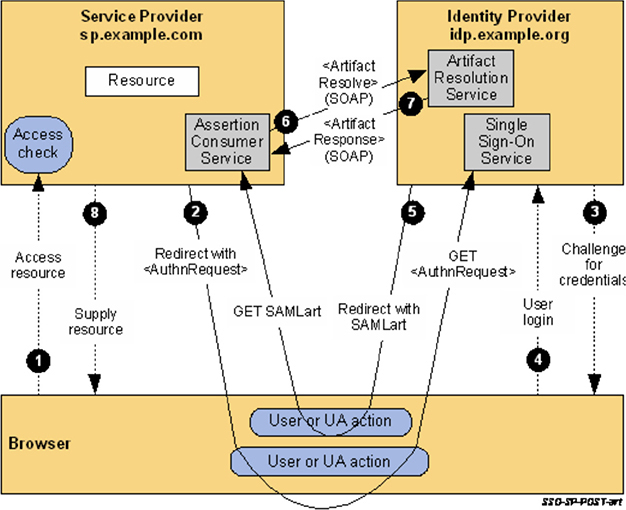 Service Provider
sp.example.com
Resource
Access
check
Assertion
Consumer
Service
<Artifact
Resolve>
(SOAP)
6
7
<Artifact
Response>
(SOAP)
Identity Provider
idp.example.org
Artifact
Resolution
Service
Single
Sign-On
Service
8
2
5
3
Access
resource
Redirect with
<AuthnRequest>
GET
<AuthnRequest>
Challenge
for
credentials
Supply
resource
GET SAMLart
Redirect with
SAMLart
User
login
1
4
Browser
User or UA action
User or UA action
SSO-SP-POST-art